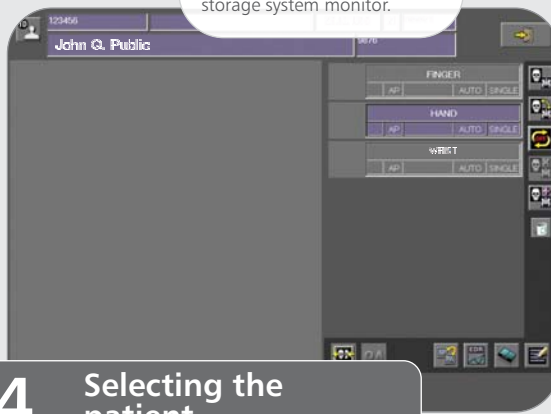 storage system monitor.
123456
John Q. Public
9876
FINGER
AP AUTO SINGLE
HAND
AP AUTO SINGLE
WRIST
AP AUTO SINGLE
EDR
4 Selecting the
patient